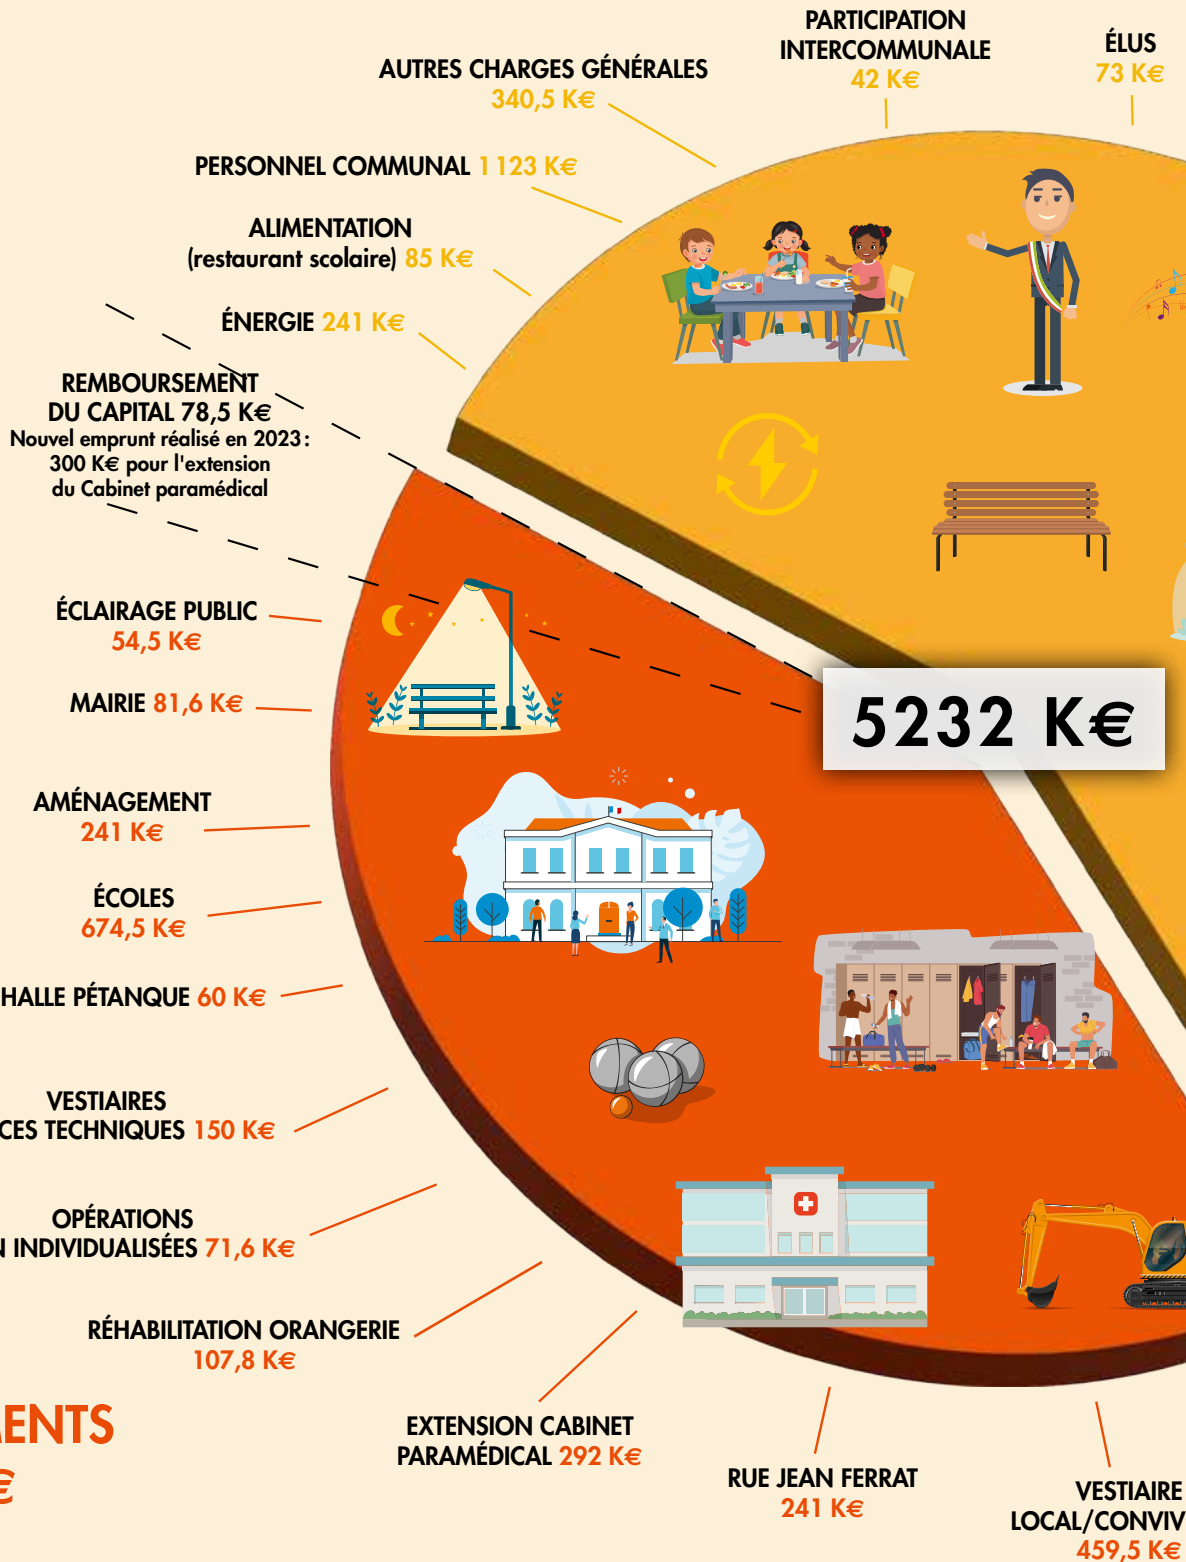 PARTICIPATION
INTERCOMMUNALE
42 K€
ÉLUS
73 K€
AUTRES CHARGES GÉNÉRALES
340,5 K€
PERSONNEL COMMUNAL 1 123 K€
ALIMENTATION
(restaurant scolaire) 85 K€
ÉNERGIE 241 K€
REMBOURSEMENT
DU CAPITAL 78,5 K€
Nouvel emprunt réalisé en 2023 :
300 K€ pour l'extension
du Cabinet paramédical
ÉCLAIRAGE PUBLIC
54,5 K€
MAIRIE 81,6 K€
5232 K€
AMÉNAGEMENT
241 K€
ÉCOLES
674,5 K€
HALLE PÉTANQUE 60 K€
VESTIAIRES
CES TECHNIQUES 150 K€
OPÉRATIONS
N INDIVIDUALISÉES 71,6 K€
RÉHABILITATION ORANGERIE
107,8 K€
EXTENSION CABINET
PARAMÉDICAL 292 K€
RUE JEAN FERRAT
241 K€
VESTIAIRE
LOCAL/CONVIV
459,5 K€
ENTS
€